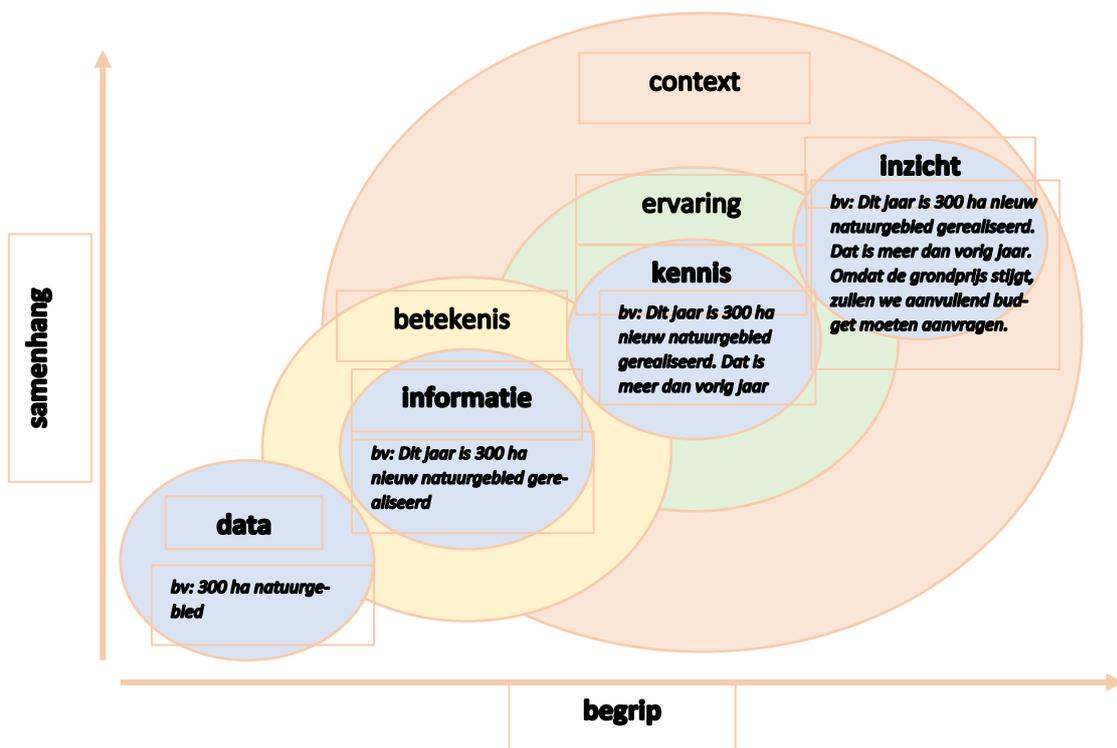 context
inzicht
bv: Dit jaar is 300 ha nieuw
natuurgebied gerealiseerd.
Dat is meer dan vorig jaar.
Omdat de grondprijs stijgt,
zullen we aanvullend bud-
get moeten aanvragen.
ervaring
kennis
bv: Dit jaar is 300 ha
nieuw natuurgebied
gerealiseerd. Dat is
meer dan vorig jaar
betekenis
informatie
bv: Dit jaar is 300 ha
nieuw natuurgebied gere-
aliseerd
data
bv: 300 ha natuurge-
bied
samenhang
begrip